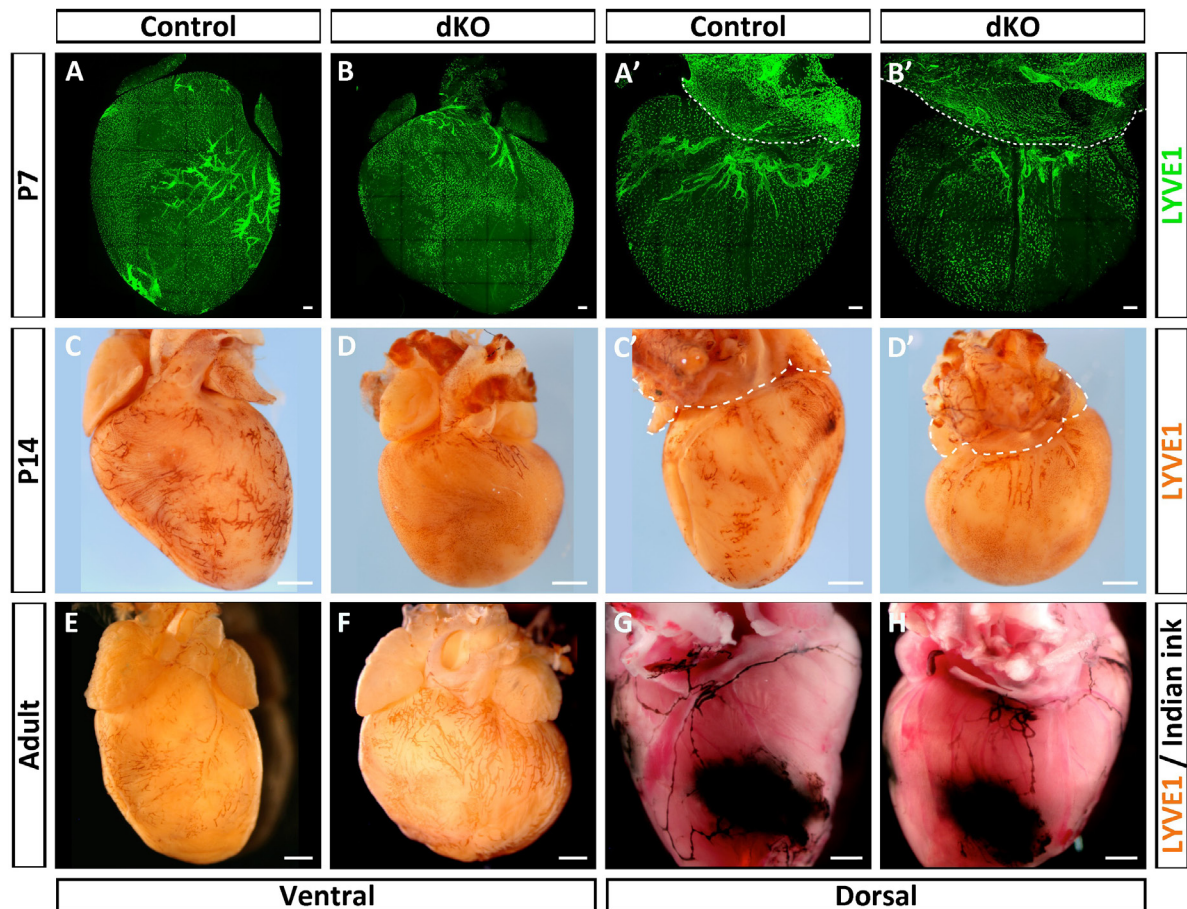 Control
dKO
Control
dKO
P7
A
B
A'
B'
LYVE1
P14
C
D
C'
D'
LYVE1
Adult
E
F
G
H
LYVE1 / Indian ink
Ventral
Dorsal